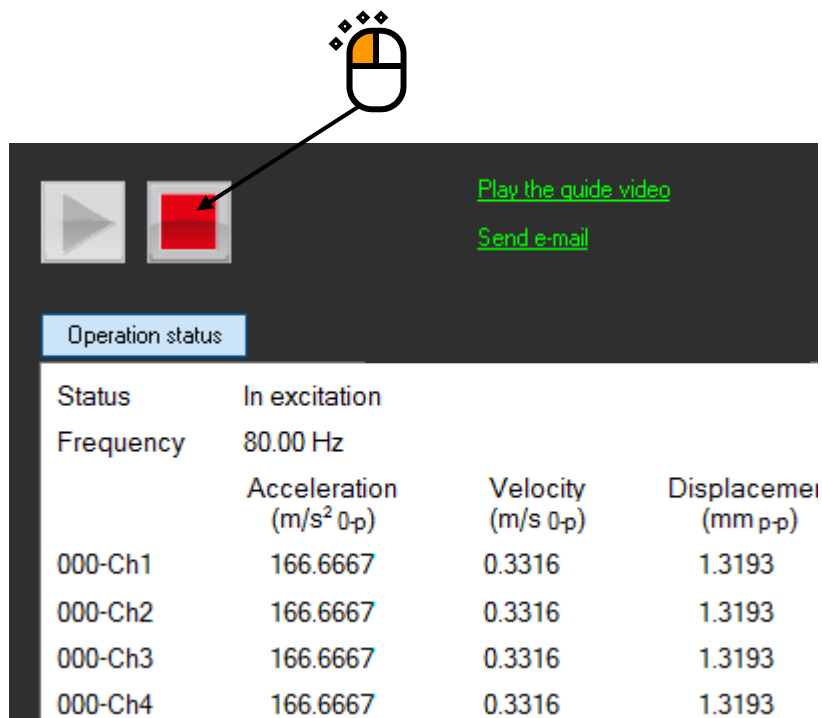 Play the guide video
Send e-mail
Operation status
Status In excitation
Frequency 80.00 Hz
Acceleration Velocity Displacemer
(m/s² 0-p) (m/s 0-p) (mm p-p)
000-Ch1 166.6667 0.3316 1.3193
000-Ch2 166.6667 0.3316 1.3193
000-Ch3 166.6667 0.3316 1.3193
000-Ch4 166.6667 0.3316 1.3193